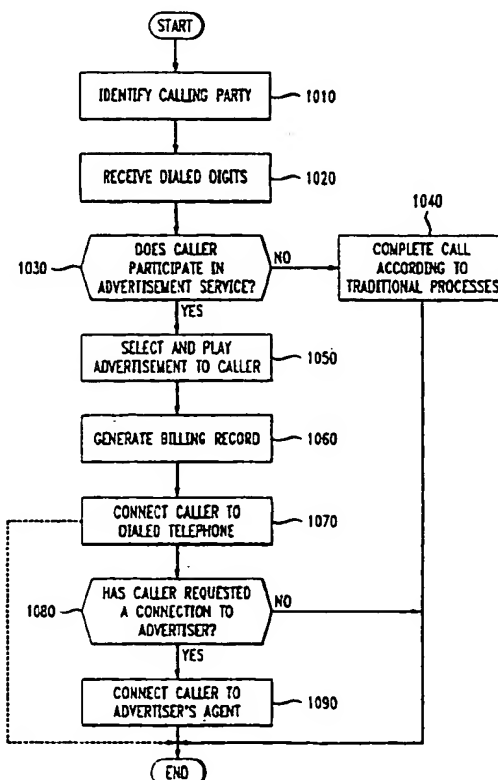 START
IDENTIFY CALLING PARTY
1010
RECEIVE DIALED DIGITS
1020
1030
DOES CALLER
PARTICIPATE IN
ADVERTISEMENT SERVICE?
NO
YES
1040
COMPLETE CALL
ACCORDING TO
TRADITIONAL PROCESSES
SELECT AND PLAY
ADVERTISEMENT TO CALLER
1050
GENERATE BILLING RECORD
1060
CONNECT CALLER TO
DIALED TELEPHONE
1070
1080
HAS CALLER REQUESTED
A CONNECTION TO
ADVERTISER?
NO
YES
CONNECT CALLER TO
ADVERTISER'S AGENT
1090
END